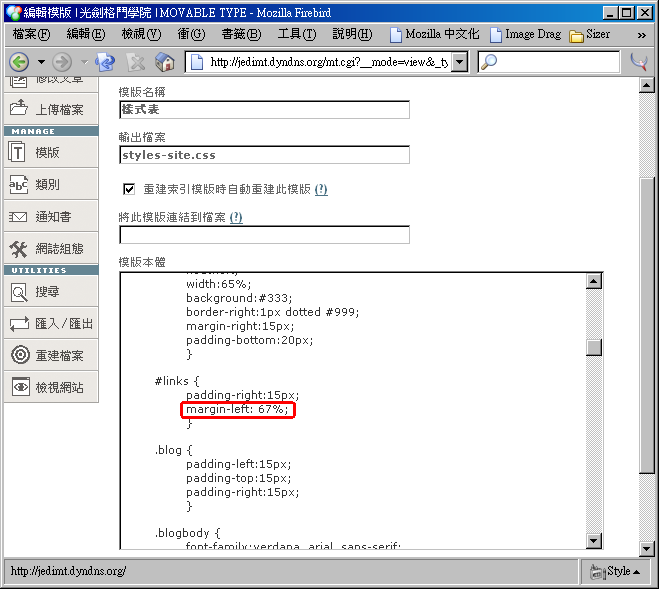 編輯模版 | 光劍格鬥學院 | MOVABLE TYPE - Mozilla Firebird
檔案(F) 編輯(E) 檢視(V) 衝(G) 書籤(B) 工具(T) 說明(H) Mozilla 中文化 Image Drag Sizer »
http://jedimt.dyndns.org/mt.cgi?__mode=view&_ty
修改文章
上傳檔案
MANAGE
模版
類別
通知書
網誌組態
UTILITIES
搜尋
匯入/匯出
重建檔案
檢視網站
模版名稱
樣式表
輸出檔案
styles-site.css
重建索引模版時自動重建此模版 (?)
將此模版連結到檔案 (?)
模版本體
width:65%;
background:#333;
border-right:1px dotted #999;
margin-right:15px;
padding-bottom:20px;
}
#links {
padding-right:15px;
margin-left: 67%;
}
.blog {
padding-left:15px;
padding-top:15px;
padding-right:15px;
}
.blogbody {
font-family:verdana, arial, sans-serif;
http://jedimt.dyndns.org/
Style